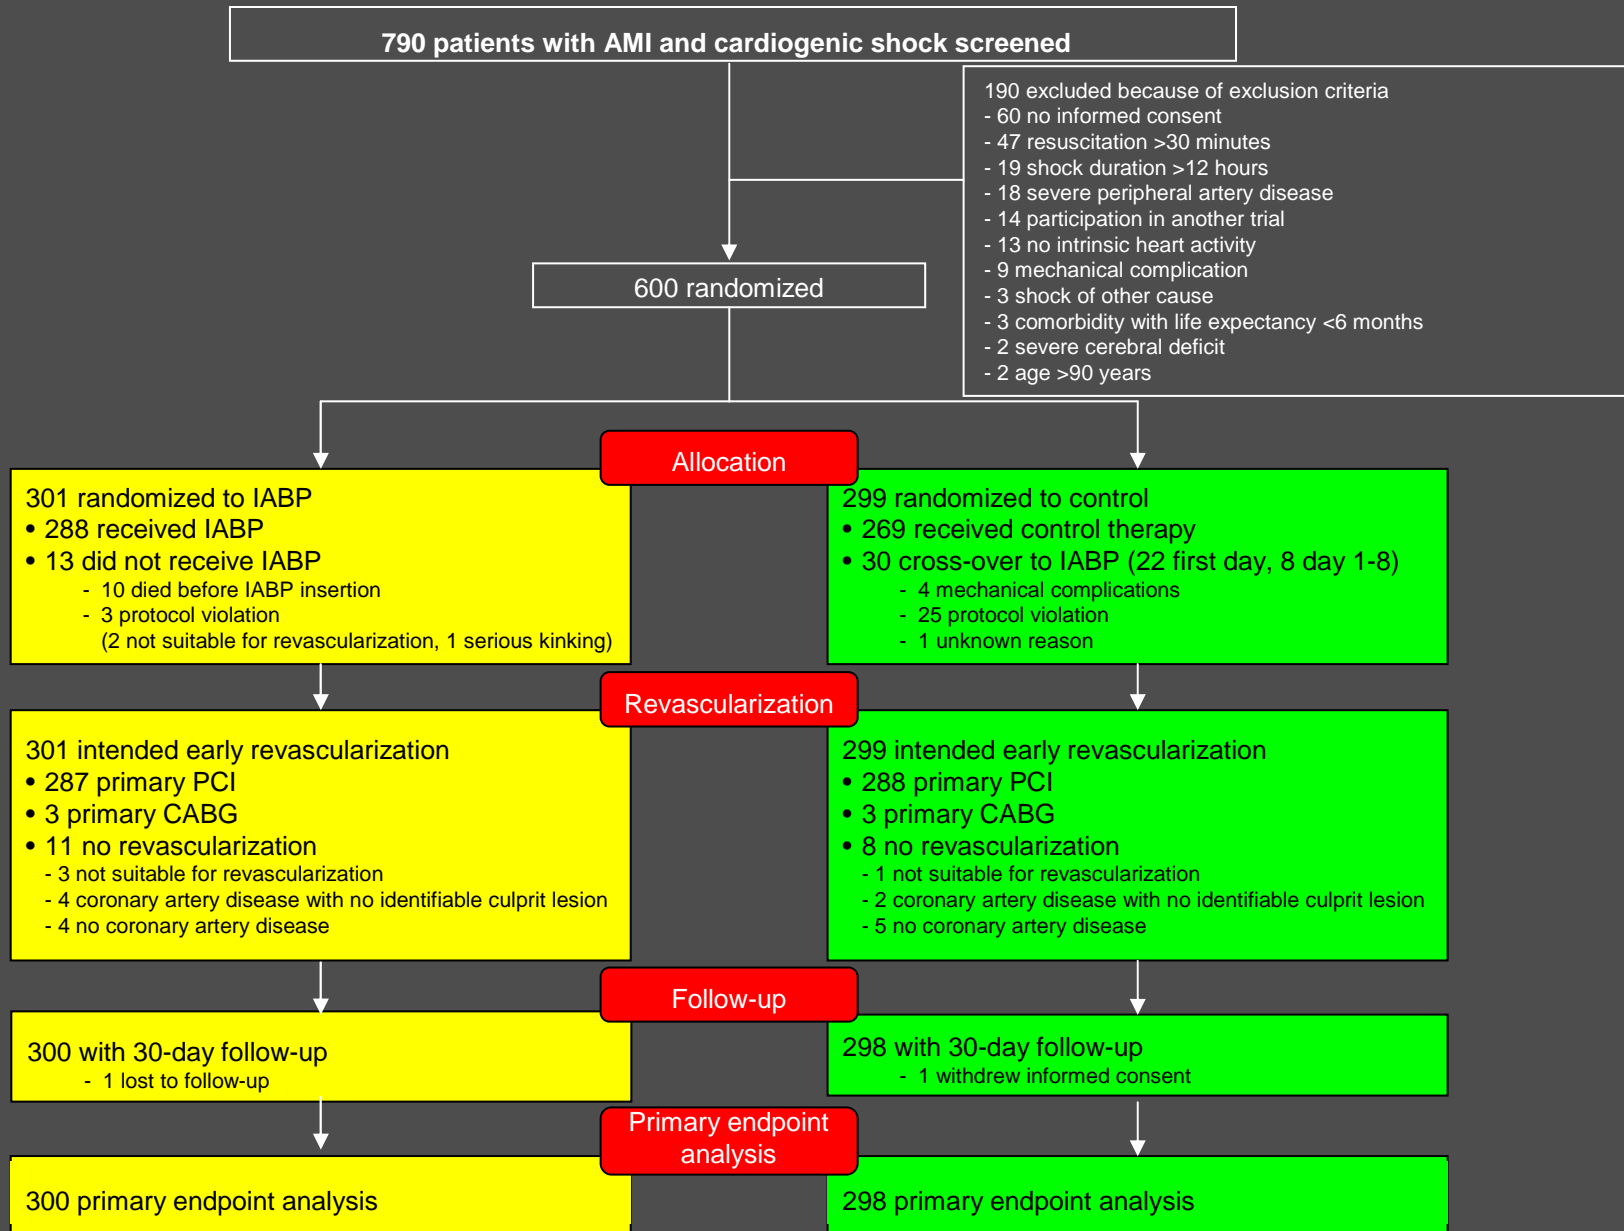 790 patients with AMI and cardiogenic shock screened
190 excluded because of exclusion criteria
- 60 no informed consent
- 47 resuscitation >30 minutes
- 19 shock duration >12 hours
- 18 severe peripheral artery disease
- 14 participation in another trial
- 13 no intrinsic heart activity
- 9 mechanical complication
- 3 shock of other cause
- 3 comorbidity with life expectancy <6 months
- 2 severe cerebral deficit
- 2 age >90 years
600 randomized
Allocation
301 randomized to IABP
• 288 received IABP
• 13 did not receive IABP
- 10 died before IABP insertion
- 3 protocol violation
(2 not suitable for revascularization, 1 serious kinking)
299 randomized to control
• 269 received control therapy
• 30 cross-over to IABP (22 first day, 8 day 1-8)
- 4 mechanical complications
- 25 protocol violation
- 1 unknown reason
Revascularization
301 intended early revascularization
• 287 primary PCI
• 3 primary CABG
• 11 no revascularization
- 3 not suitable for revascularization
- 4 coronary artery disease with no identifiable culprit lesion
- 4 no coronary artery disease
299 intended early revascularization
• 288 primary PCI
• 3 primary CABG
• 8 no revascularization
- 1 not suitable for revascularization
- 2 coronary artery disease with no identifiable culprit lesion
- 5 no coronary artery disease
Follow-up
300 with 30-day follow-up
- 1 lost to follow-up
298 with 30-day follow-up
- 1 withdrew informed consent
Primary endpoint
analysis
300 primary endpoint analysis
298 primary endpoint analysis